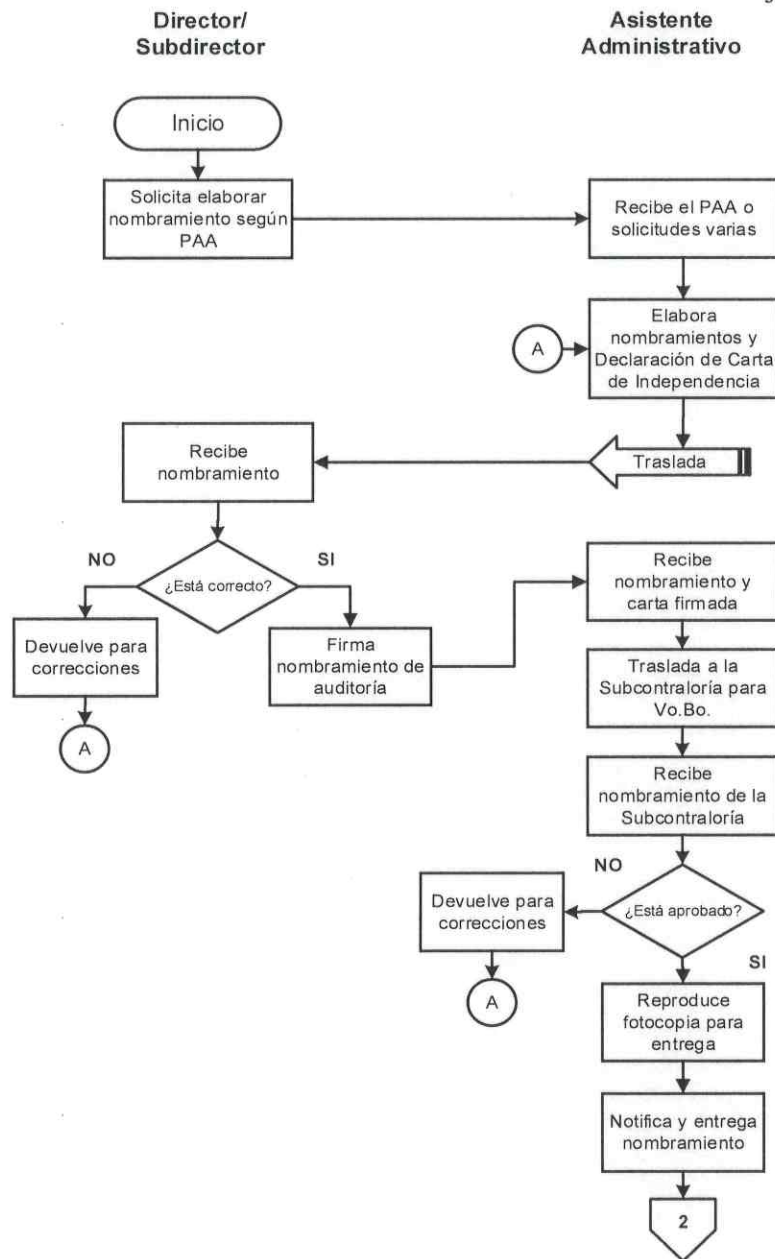 Director/
Subdirector
Asistente
Administrativo
Inicio
Solicita elaborar
nombramiento según
PAA
Recibe el PAA o
solicitudes varias
Elabora
nombramientos y
Declaración de Carta
de Independencia
A
Traslada
Recibe
nombramiento
¿Está correcto?
NO
SI
Devuelve para
correcciones
A
Firma
nombramiento de
auditoría
Recibe
nombramiento y
carta firmada
Traslada a la
Subcontraloría para
Vo.Bo.
Recibe
nombramiento de la
Subcontraloría
¿Está aprobado?
NO
SI
Devuelve para
correcciones
A
Reproduce
fotocopia para
entrega
Notifica y entrega
nombramiento
2